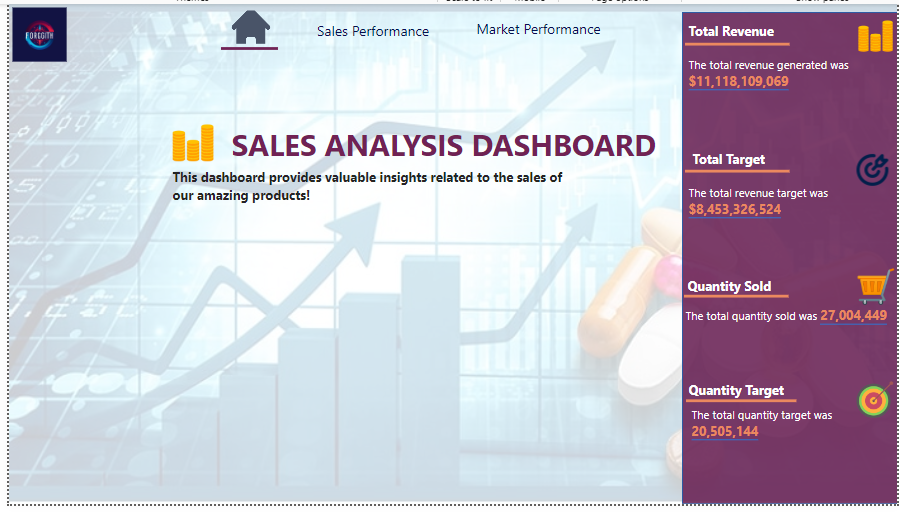 Sales Performance
Market Performance
SALES ANALYSIS DASHBOARD
This dashboard provides valuable insights related to the sales of
our amazing products!
Total Revenue
The total revenue generated was
$11,118,109,069
Total Target
The total revenue target was
$8,453,326,524
Quantity Sold
The total quantity sold was 27,004,449
Quantity Target
The total quantity target was
20,505,144